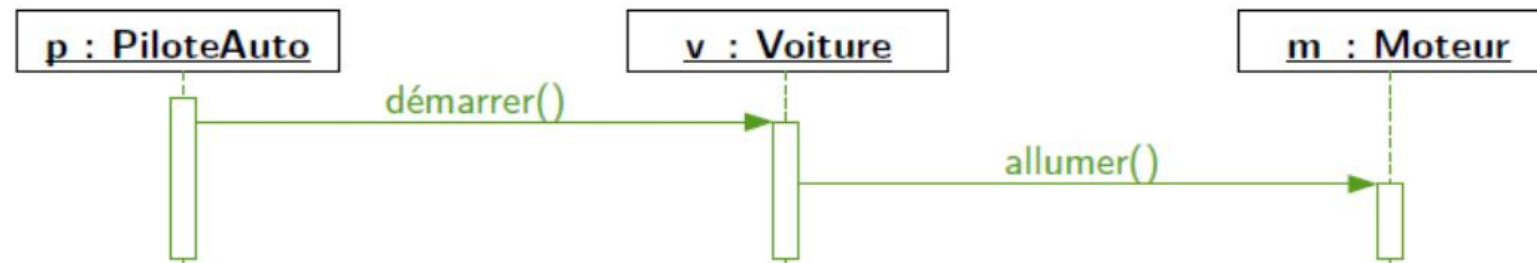 p : PiloteAuto
v : Voiture
m : Moteur
démarrer()
allumer()